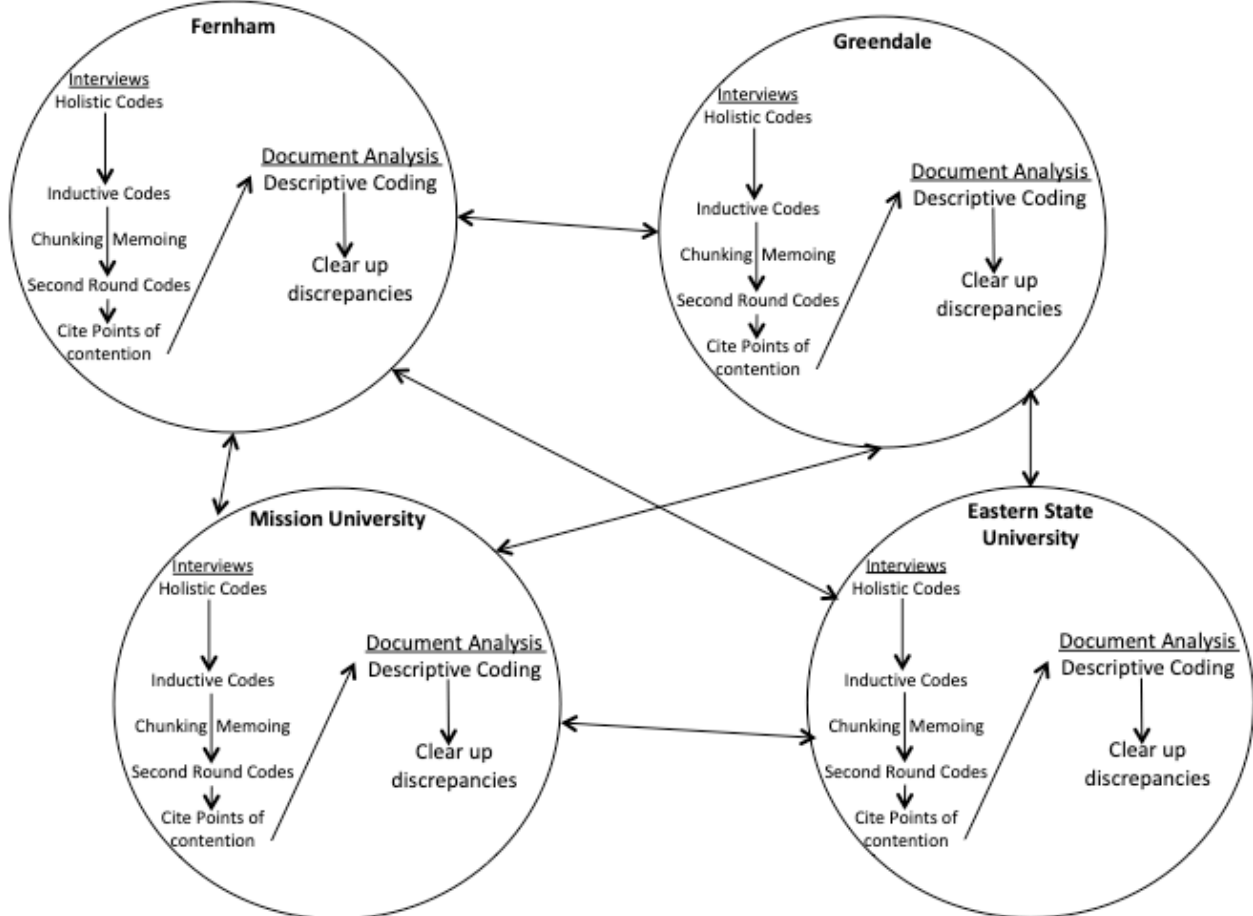 Fernham
Interviews
Holistic Codes
Inductive Codes
Chunking Memoing
Second Round Codes
Cite Points of
contention
Document Analysis
Descriptive Coding
Clear up
discrepancies
Greendale
Interviews
Holistic Codes
Inductive Codes
Chunking Memoing
Second Round Codes
Cite Points of
contention
Document Analysis
Descriptive Coding
Clear up
discrepancies
Mission University
Interviews
Holistic Codes
Inductive Codes
Chunking Memoing
Second Round Codes
Cite Points of
contention
Document Analysis
Descriptive Coding
Clear up
discrepancies
Eastern State
University
Interviews
Holistic Codes
Inductive Codes
Chunking Memoing
Second Round Codes
Cite Points of
contention
Document Analysis
Descriptive Coding
Clear up
discrepancies